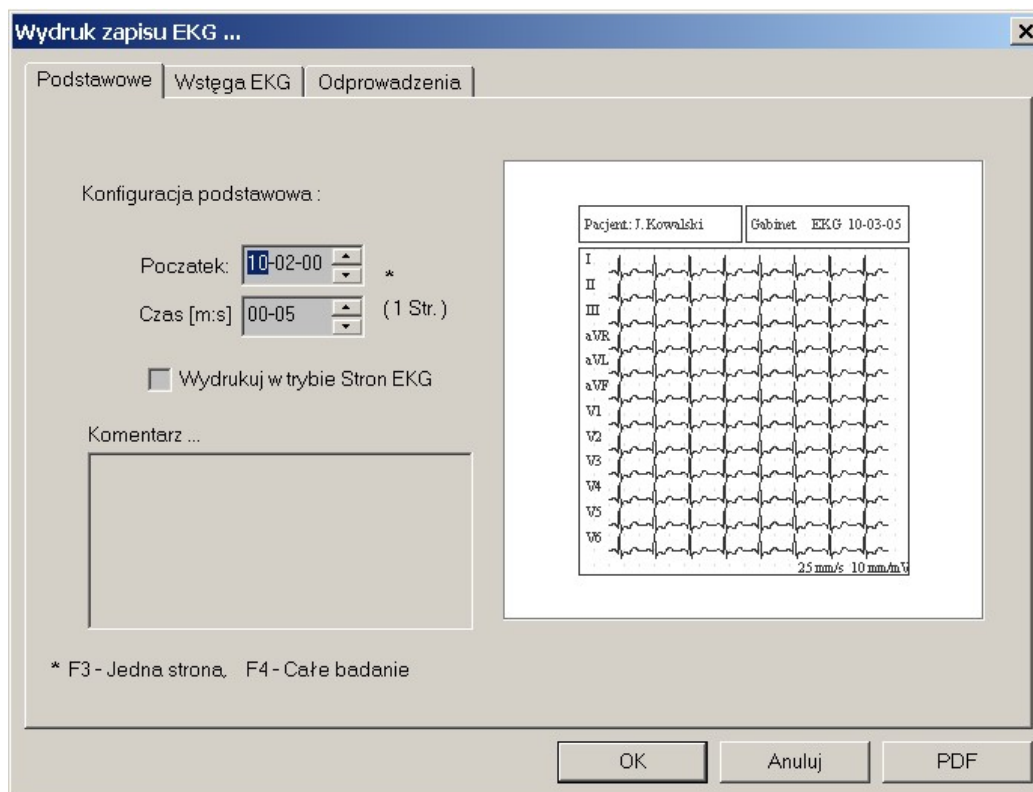 Wydruk zapisu EKG ...
Podstawowe Wstęga EKG Odprowadzenia
Konfiguracja podstawowa :
Poczatek: 10-02-00
*
Czas [m:s] 00-05 (1 Str.)
Wydrukuj w trybie Stron EKG
Komentarz ...
* F3 - Jedna strona, F4 - Całe badanie
Pacjent: J. Kowalski Gabinet EKG 10-03-05
I
II
III
aVR
aVL
aVF
V1
V2
V3
V4
V5
V6
25 mm/s 10 mm/mV
OK Anuluj PDF